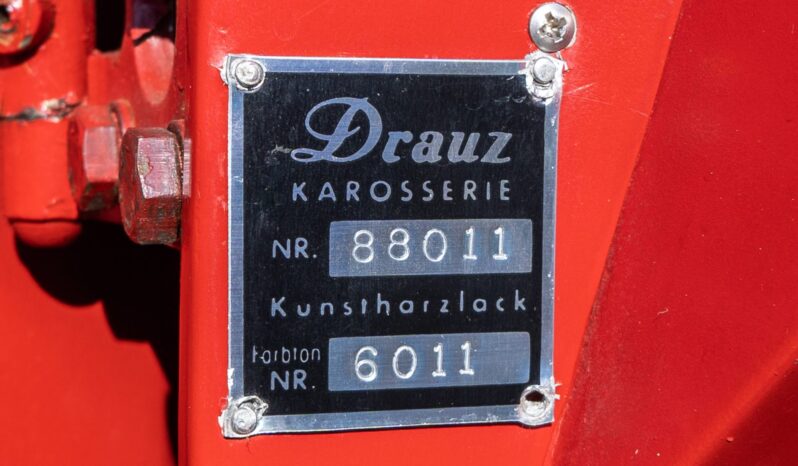 Drauz
KAROSSERIE
NR. 88011
Kunstharzlack
Farbton
NR. 6011